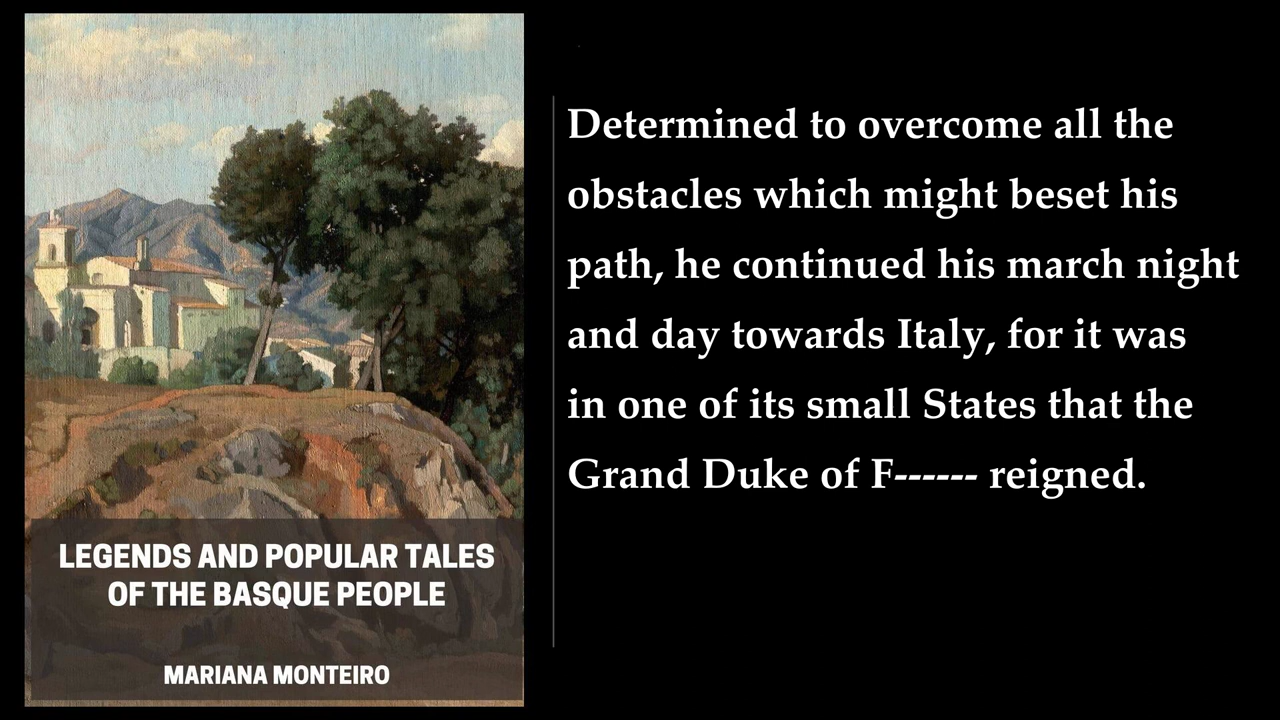 Determined to overcome all the
obstacles which might beset his
path, he continued his march night
and day towards Italy, for it was
in one of its small States that the
Grand Duke of F------ reigned.
LEGENDS AND POPULAR TALES
OF THE BASQUE PEOPLE
MARIANA MONTEIRO